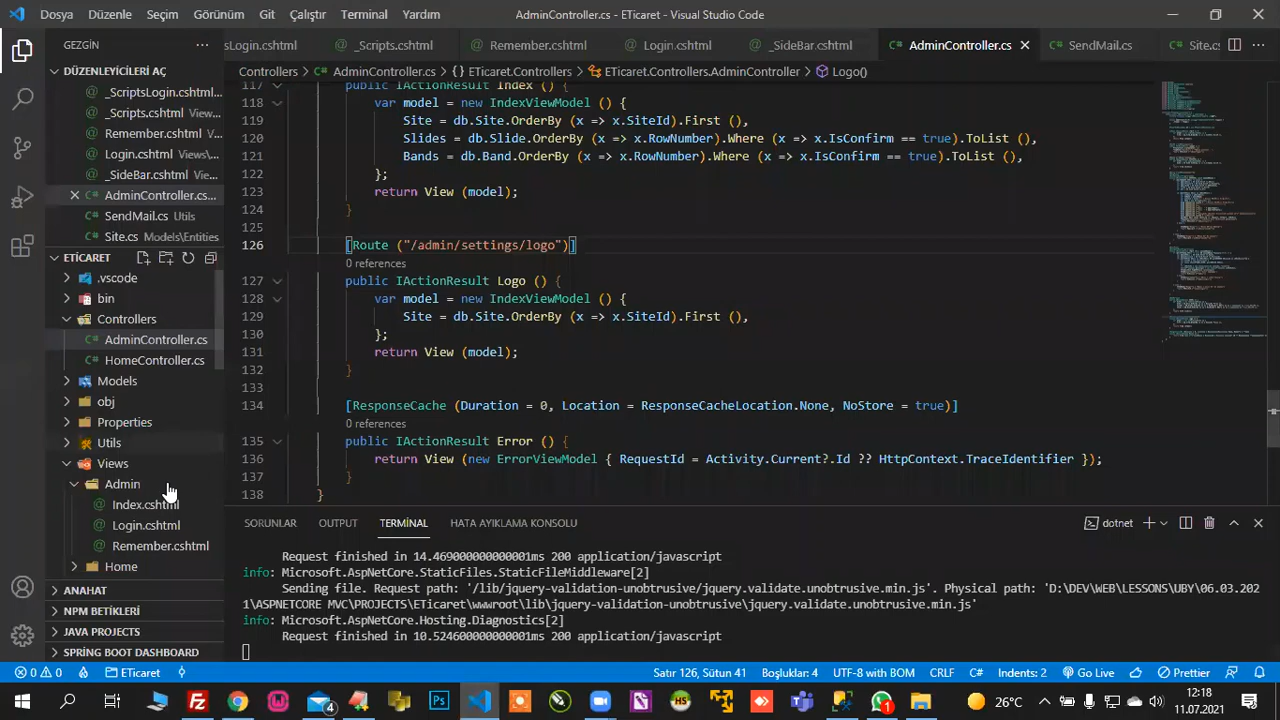 Dosya Düzenle Seçim Görünüm Git Çalıştır Terminal Yardım AdminController.cs - ETicaret - Visual Studio Code
GEZGİN
sLogin.cshtml _Scripts.cshtml Remember.cshtml Login.cshtml _SideBar.cshtml AdminController.cs SendMail.cs Site.cs
Controllers > AdminController.cs > {} ETicaret.Controllers > ETicaret.Controllers.AdminController > Logo()
DÜZENLEYİCİLERİ AÇ
_ScriptsLogin.cshtml...
_Scripts.cshtml View...
Remember.cshtml Vi...
Login.cshtml Views\...
_SideBar.cshtml Vie...
AdminController.cs...
SendMail.cs Utils
Site.cs Models\Entities
ETİCARET
.vscode
bin
Controllers
AdminController.cs
HomeController.cs
Models
obj
Properties
Utils
Views
Admin
Index.cshtml
Login.cshtml
Remember.cshtml
Home
ANAHAT
NPM BETİKLERİ
JAVA PROJECTS
SPRING BOOT DASHBOARD
117 public IActionResult Index () {
118 var model = new IndexViewModel () {
119 Site = db.Site.OrderBy (x => x.SiteId).First (),
120 Slides = db.Slide.OrderBy (x => x.RowNumber).Where (x => x.IsConfirm == true).ToList (),
121 Bands = db.Band.OrderBy (x => x.RowNumber).Where (x => x.IsConfirm == true).ToList (),
122 };
123 return View (model);
124 }
125
126 [Route ("/admin/settings/logo")]
0 references
127 public IActionResult Logo () {
128 var model = new IndexViewModel () {
129 Site = db.Site.OrderBy (x => x.SiteId).First (),
130 };
131 return View (model);
132 }
133
134 [ResponseCache (Duration = 0, Location = ResponseCacheLocation.None, NoStore = true)]
0 references
135 public IActionResult Error () {
136 return View (new ErrorViewModel { RequestId = Activity.Current?.Id ?? HttpContext.TraceIdentifier });
137 }
138 }
SORUNLAR OUTPUT TERMİNAL HATA AYIKLAMA KONSOLU dotnet
Request finished in 14.469000000000001ms 200 application/javascript
info: Microsoft.AspNetCore.StaticFiles.StaticFileMiddleware[2]
Sending file. Request path: '/lib/jquery-validation-unobtrusive/jquery.validate.unobtrusive.min.js'. Physical path: 'D:\DEV\WEB\LESSONS\UBY\06.03.202
1\ASPNETCORE MVC\PROJECTS\ETicaret\wwwroot\lib\jquery-validation-unobtrusive\jquery.validate.unobtrusive.min.js'
info: Microsoft.AspNetCore.Hosting.Diagnostics[2]
Request finished in 10.524600000000001ms 200 application/javascript
0 0 ETicaret Satır 126, Sütun 41 Boşluklar: 4 UTF-8 with BOM CRLF C# Indents: 2 Go Live Prettier
4 1 26°C 12:18
11.07.2021